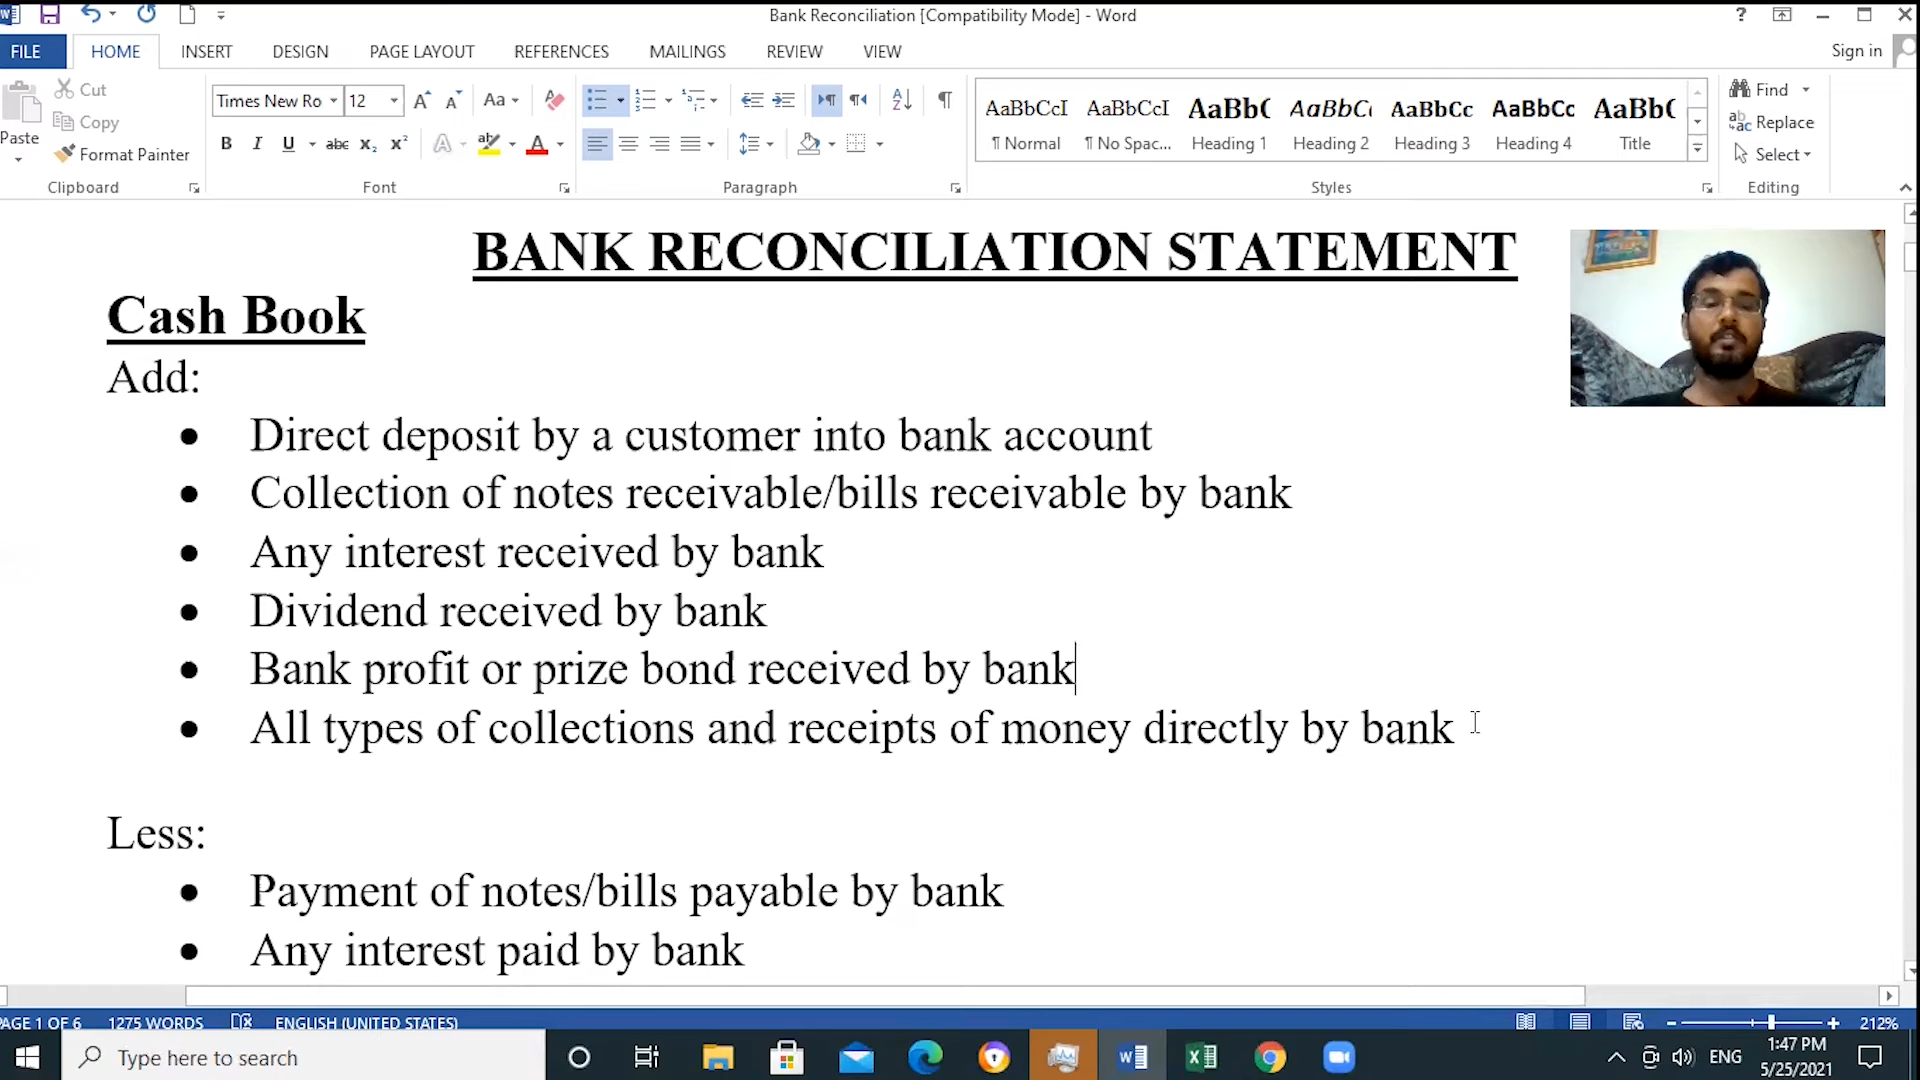 Bank Reconciliation [Compatibility Mode] - Word
FILE HOME INSERT DESIGN PAGE LAYOUT REFERENCES MAILINGS REVIEW VIEW Sign in
Paste Cut Copy Format Painter
Times New Ro 12 Aa
B I U abc x₂ x² A A
AaBbCcI AaBbCcI AaBbC AaBbC AaBbCc AaBbCc AaBbC
¶ Normal ¶ No Spac... Heading 1 Heading 2 Heading 3 Heading 4 Title
Find
Replace
Select
Clipboard Font Paragraph Styles Editing
BANK RECONCILIATION STATEMENT
Cash Book
Add:
• Direct deposit by a customer into bank account
• Collection of notes receivable/bills receivable by bank
• Any interest received by bank
• Dividend received by bank
• Bank profit or prize bond received by bank
• All types of collections and receipts of money directly by bank
Less:
• Payment of notes/bills payable by bank
• Any interest paid by bank
PAGE 1 OF 6 1275 WORDS ENGLISH (UNITED STATES) 212%
Type here to search
ENG
1:47 PM
5/25/2021